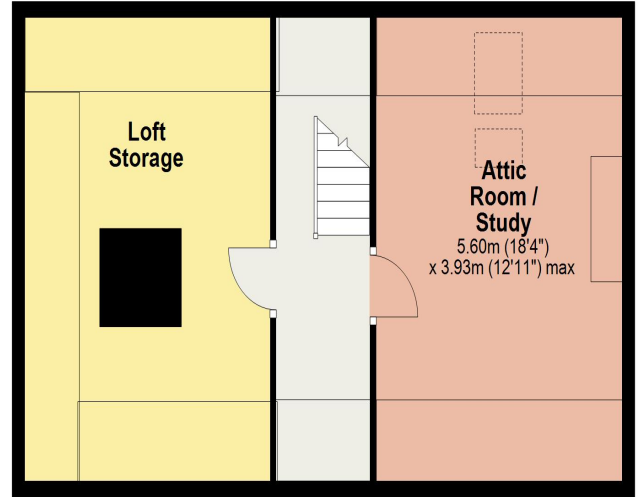 Loft
Storage
Attic
Room /
Study
5.60m (18'4")
x 3.93m (12'11") max